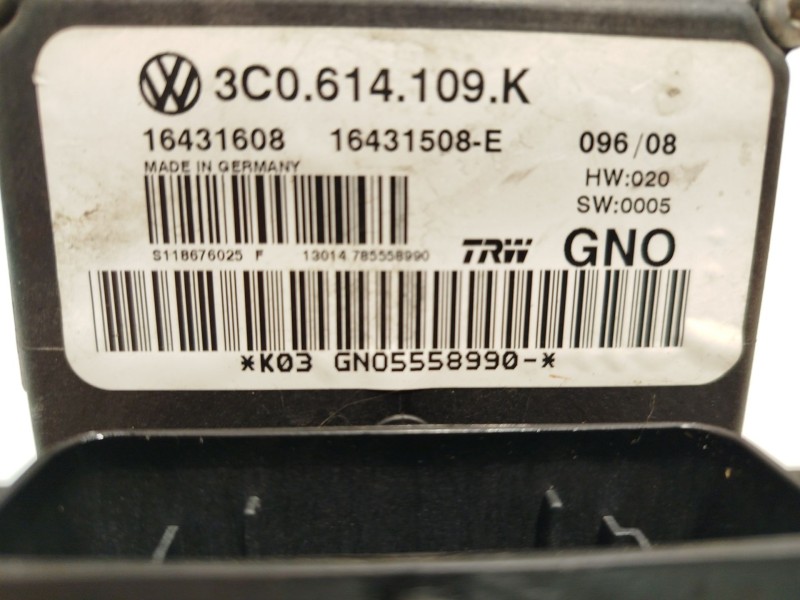 3C0.614.109.K
16431608 16431508-E 096/08
MADE IN GERMANY
HW:020
SW:0005
S118676025 F 13014 785558990
TRW GNO
*K03 GNO5558990-*